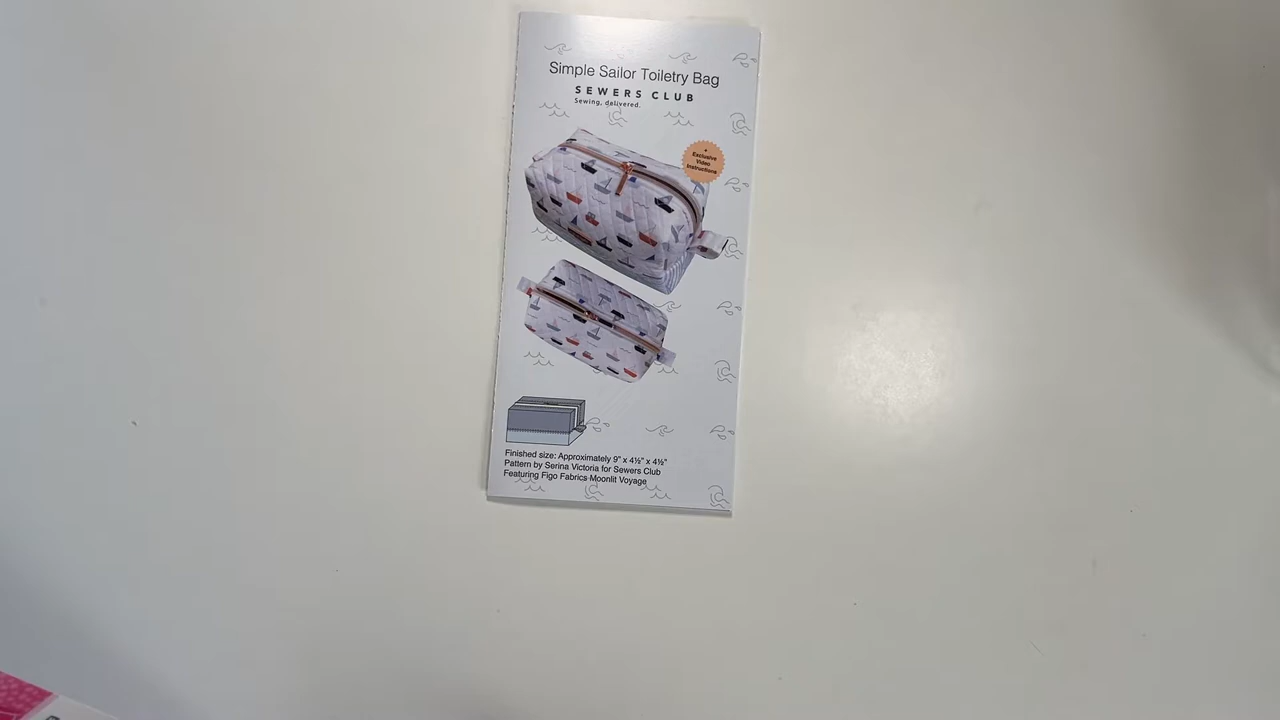 Simple Sailor Toiletry Bag
SEWERS CLUB
Sewing, delivered.
+
Exclusive
Video
Instructions
Finished size: Approximately 9" x 4½" x 4½"
Pattern by Serina Victoria for Sewers Club
Featuring Figo Fabrics Moonlit Voyage